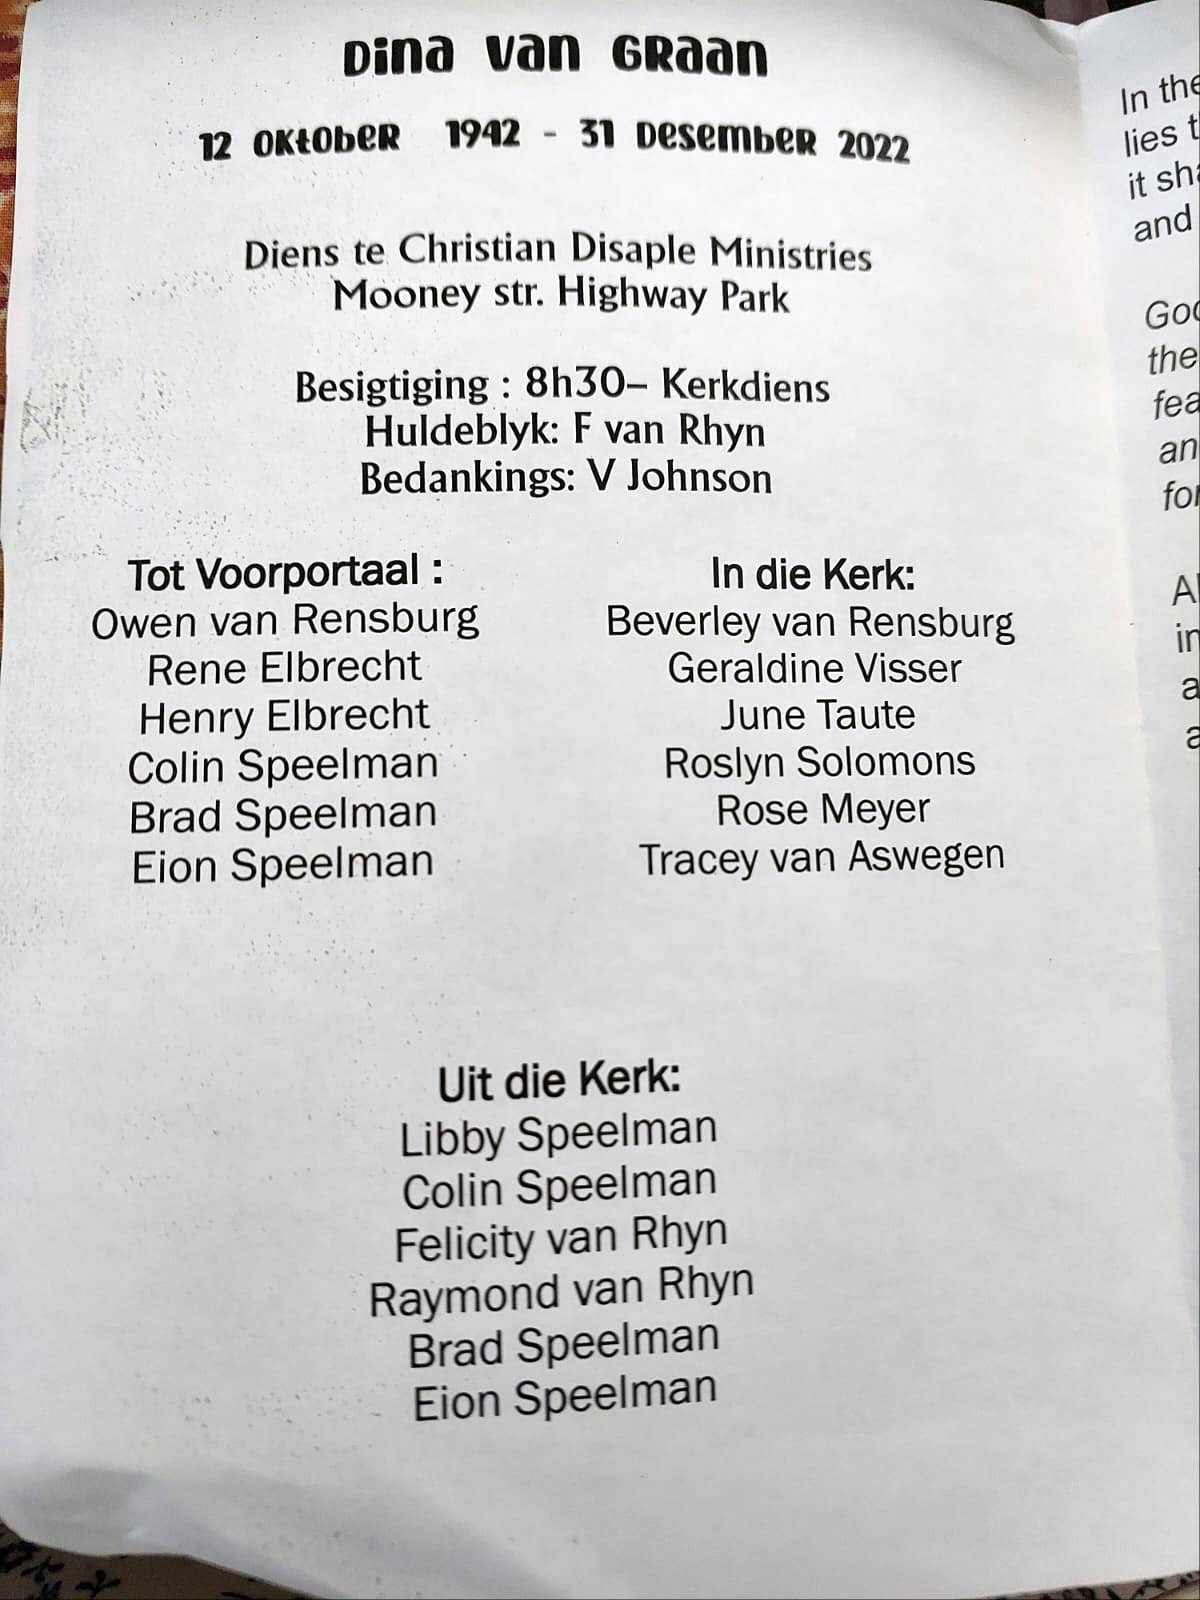 Dina van Graan
12 Oktober 1942 - 31 Desember 2022
Diens te Christian Disaple Ministries
Mooney str. Highway Park
Besigtiging : 8h30– Kerkdiens
Huldeblyk: F van Rhyn
Bedankings: V Johnson
Tot Voorportaal :
Owen van Rensburg
Rene Elbrecht
Henry Elbrecht
Colin Speelman
Brad Speelman
Eion Speelman
In die Kerk:
Beverley van Rensburg
Geraldine Visser
June Taute
Roslyn Solomons
Rose Meyer
Tracey van Aswegen
Uit die Kerk:
Libby Speelman
Colin Speelman
Felicity van Rhyn
Raymond van Rhyn
Brad Speelman
Eion Speelman
In the
lies
it
and
the